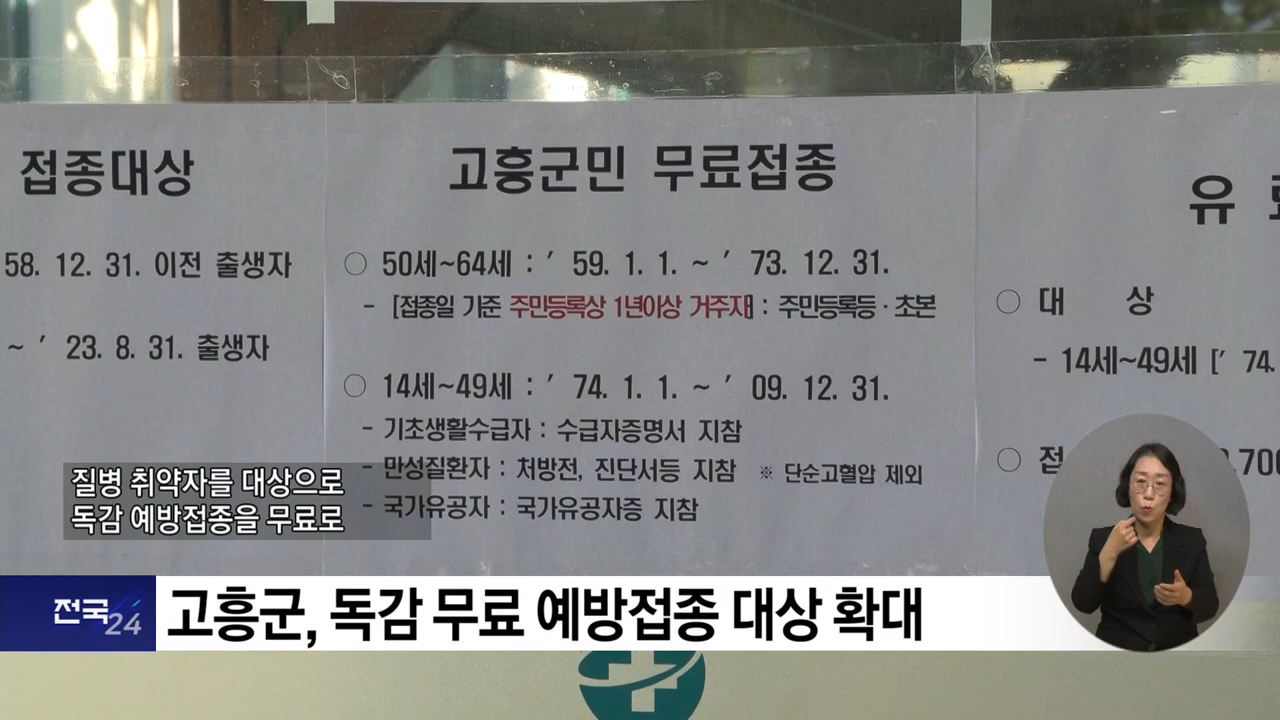 접종대상
58. 12. 31. 이전 출생자
~ ′ 23. 8. 31. 출생자
고흥군민 무료접종
○ 50세~64세 : ′ 59. 1. 1. ~ ′ 73. 12. 31.
- [접종일 기준 주민등록상 1년이상 거주자] : 주민등록등·초본
○ 14세~49세 : ′ 74. 1. 1. ~ ′ 09. 12. 31.
- 기초생활수급자 : 수급자증명서 지참
- 만성질환자 : 처방전, 진단서등 지참 ※ 단순고혈압 제외
- 국가유공자 : 국가유공자증 지참
유
○ 대 상
- 14세~49세 [′ 74.
○ 접
.700
질병 취약자를 대상으로
독감 예방접종을 무료로
전국24
고흥군, 독감 무료 예방접종 대상 확대